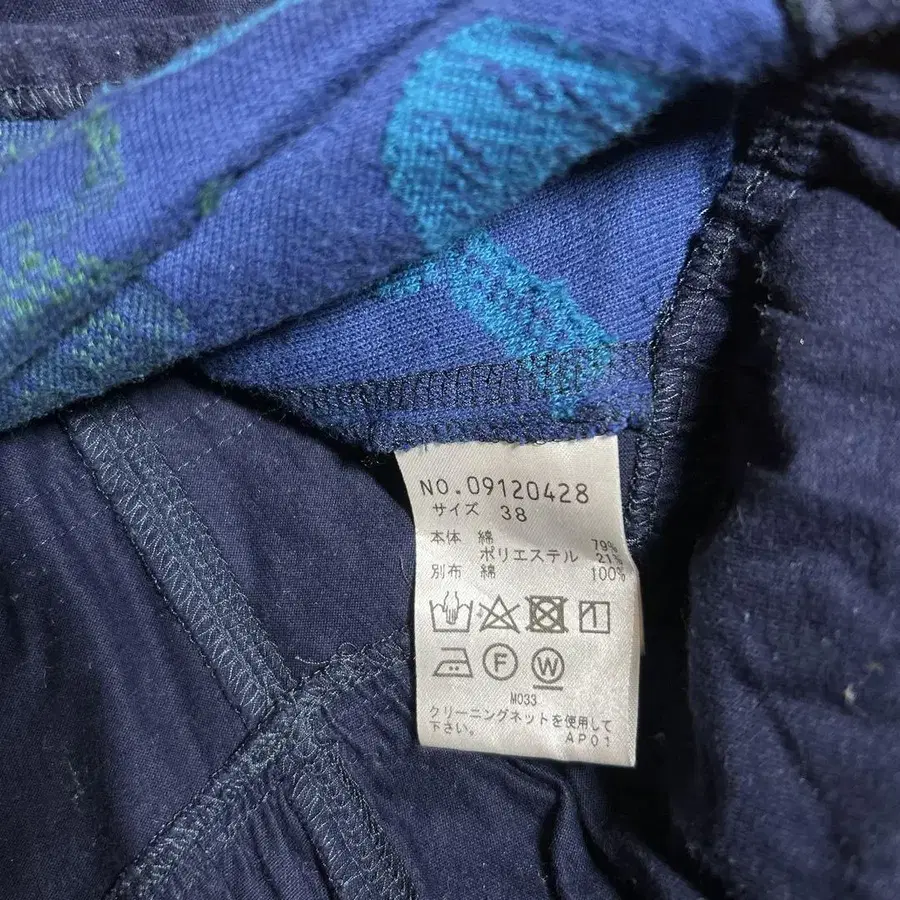 NO.09120428
サイズ 38
本体 綿 79%
ポリエステル 21%
別布 綿 100%
F W
M033
クリーニングネットを使用して
下さい。 AP01